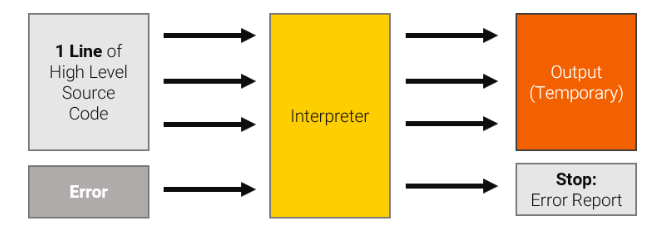 1 Line of
High Level
Source
Code
Error
Interpreter
Output
(Temporary)
Stop:
Error Report